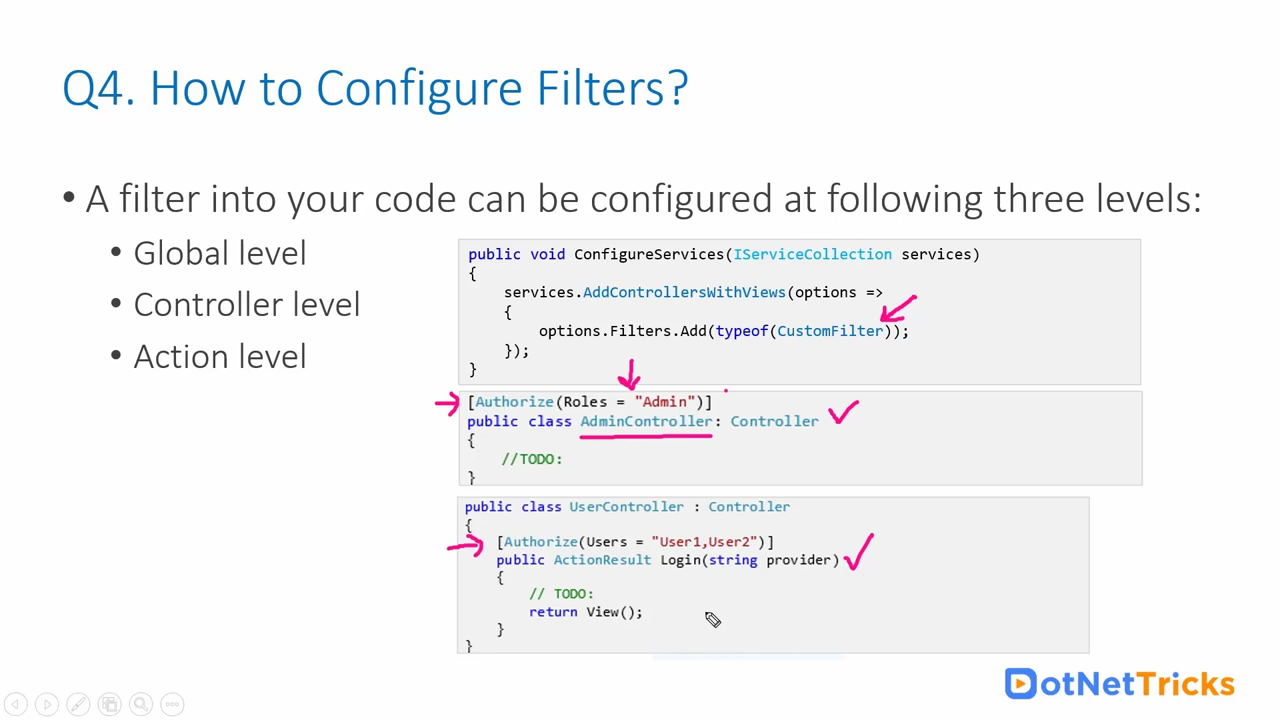 Q4. How to Configure Filters?
• A filter into your code can be configured at following three levels:
• Global level
• Controller level
• Action level
public void ConfigureServices(IServiceCollection services)
{
services.AddControllersWithViews(options =>
{
options.Filters.Add(typeof(CustomFilter));
});
}
[Authorize(Roles = "Admin")]
public class AdminController: Controller
{
//TODO:
}
public class UserController : Controller
{
[Authorize(Users = "User1,User2")]
public ActionResult Login(string provider)
{
// TODO:
return View();
}
}
DotNetTricks